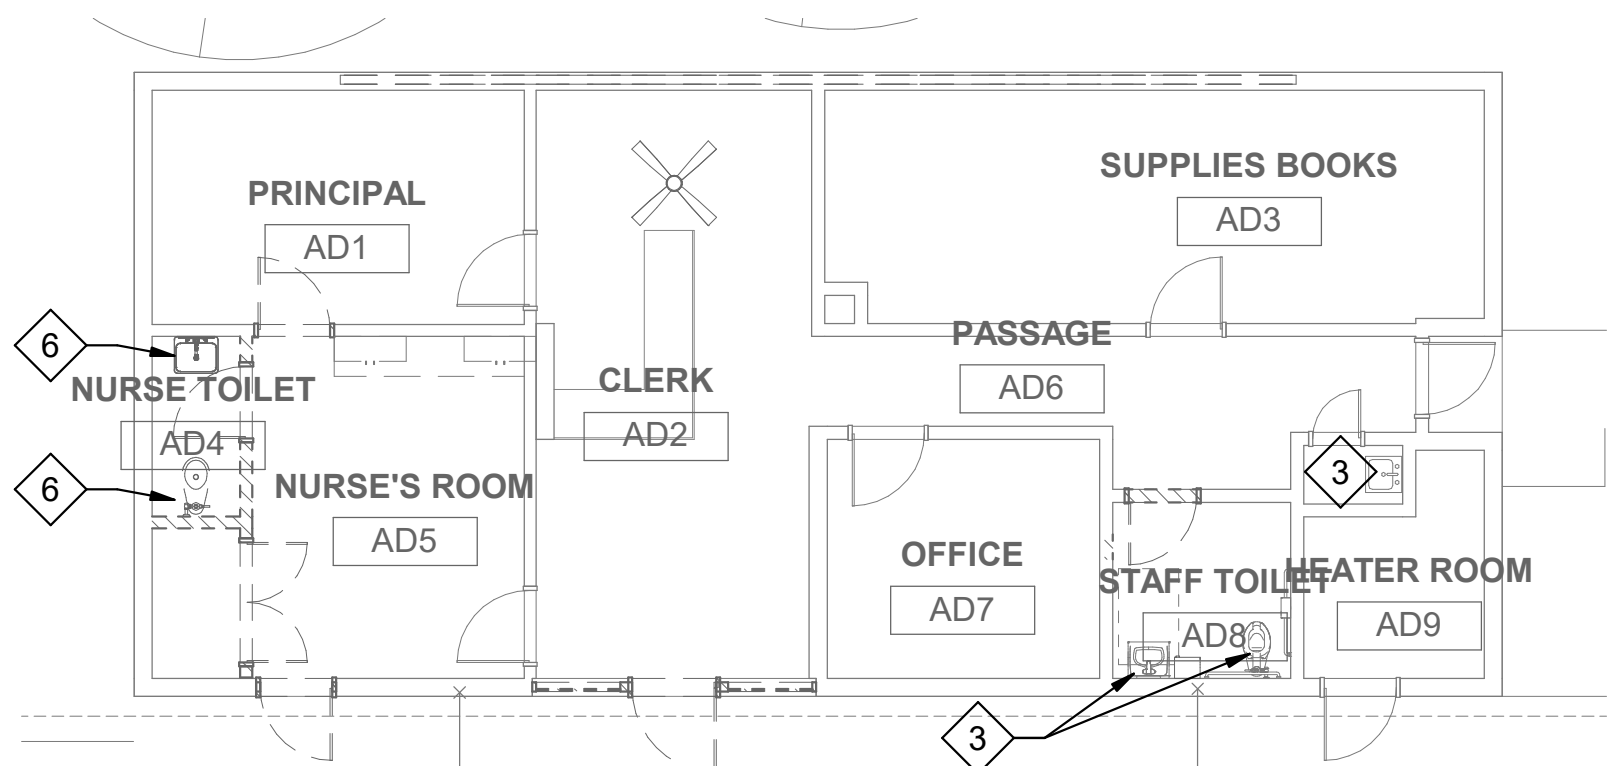 SUPPLIES BOOKS
AD3
PRINCIPAL
AD1
PASSAGE
AD6
6
NURSE TOILET
AD4
CLERK
AD2
3
6
NURSE'S ROOM
AD5
OFFICE
AD7
STAFF TOILET
AD8
HEATER ROOM
AD9
3